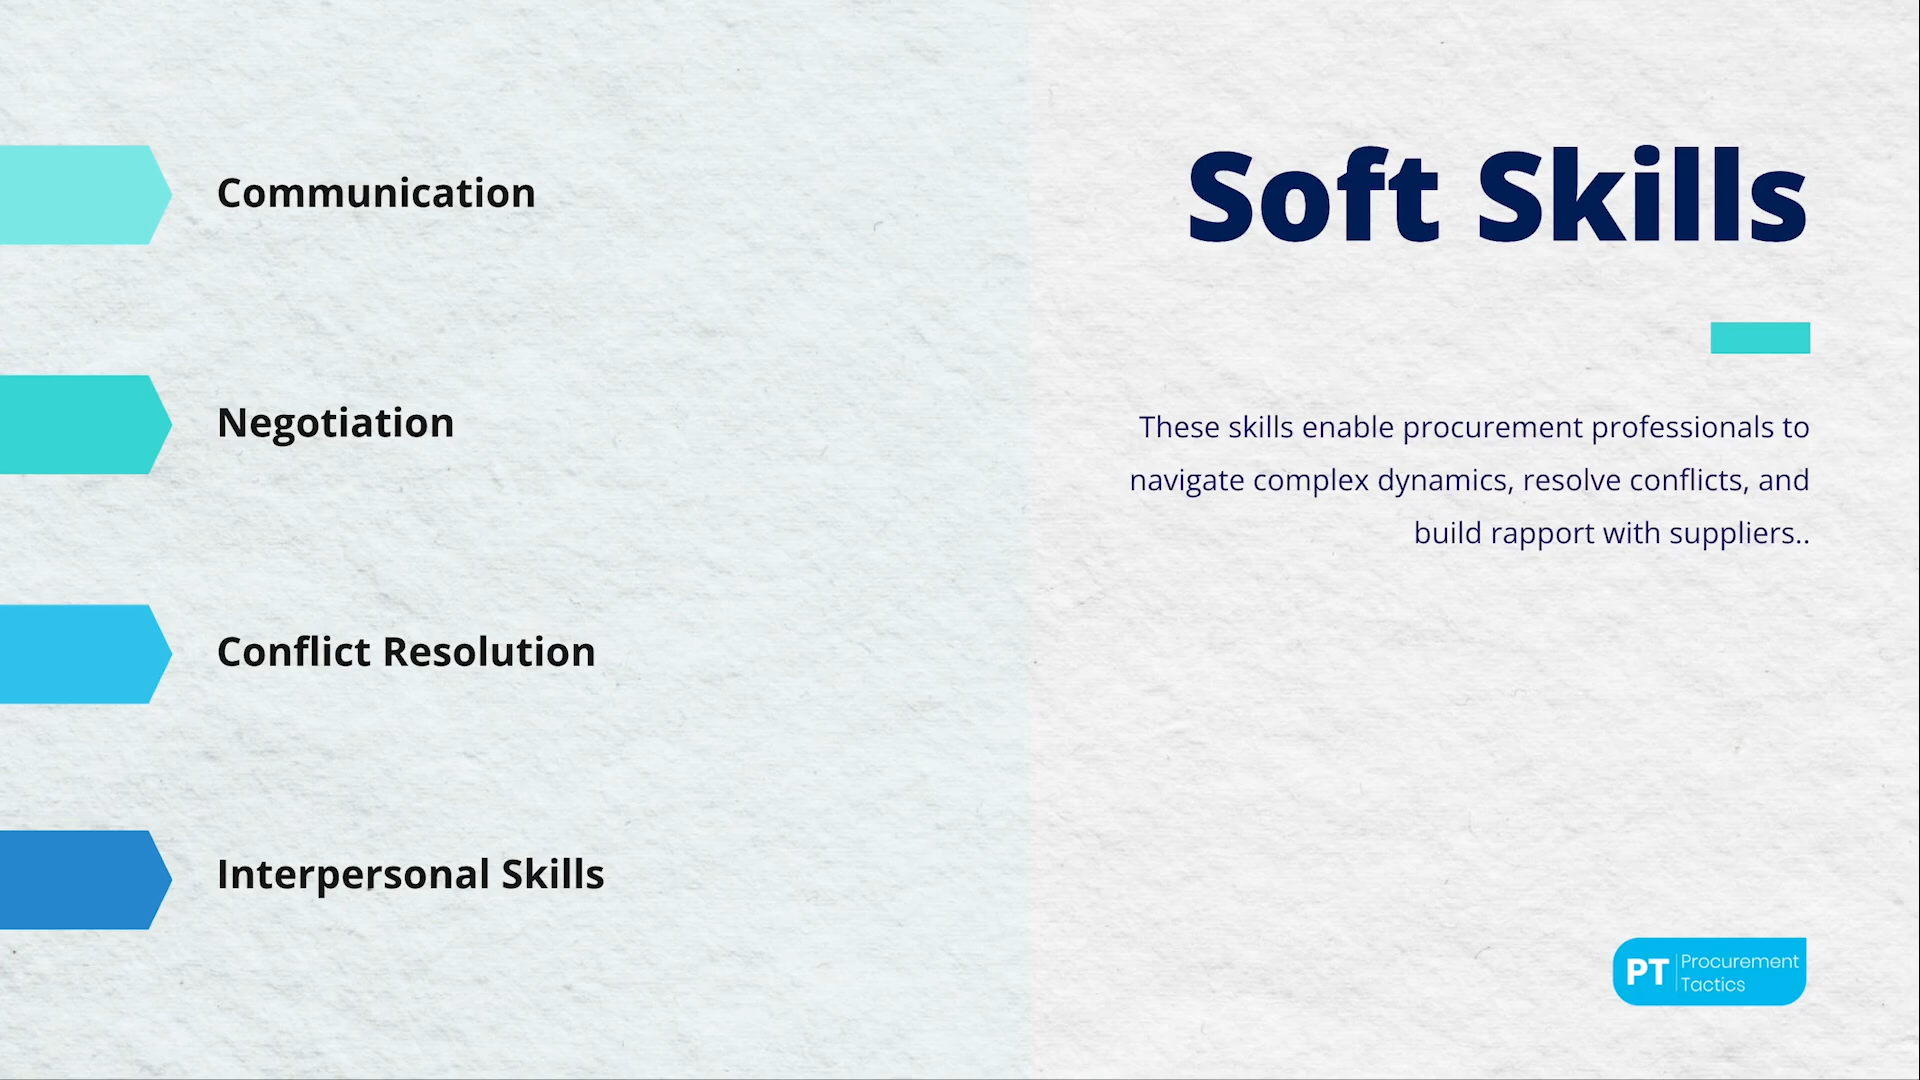 Communication
Negotiation
Conflict Resolution
Interpersonal Skills
Soft Skills
These skills enable procurement professionals to
navigate complex dynamics, resolve conflicts, and
build rapport with suppliers..
PT
Procurement
Tactics